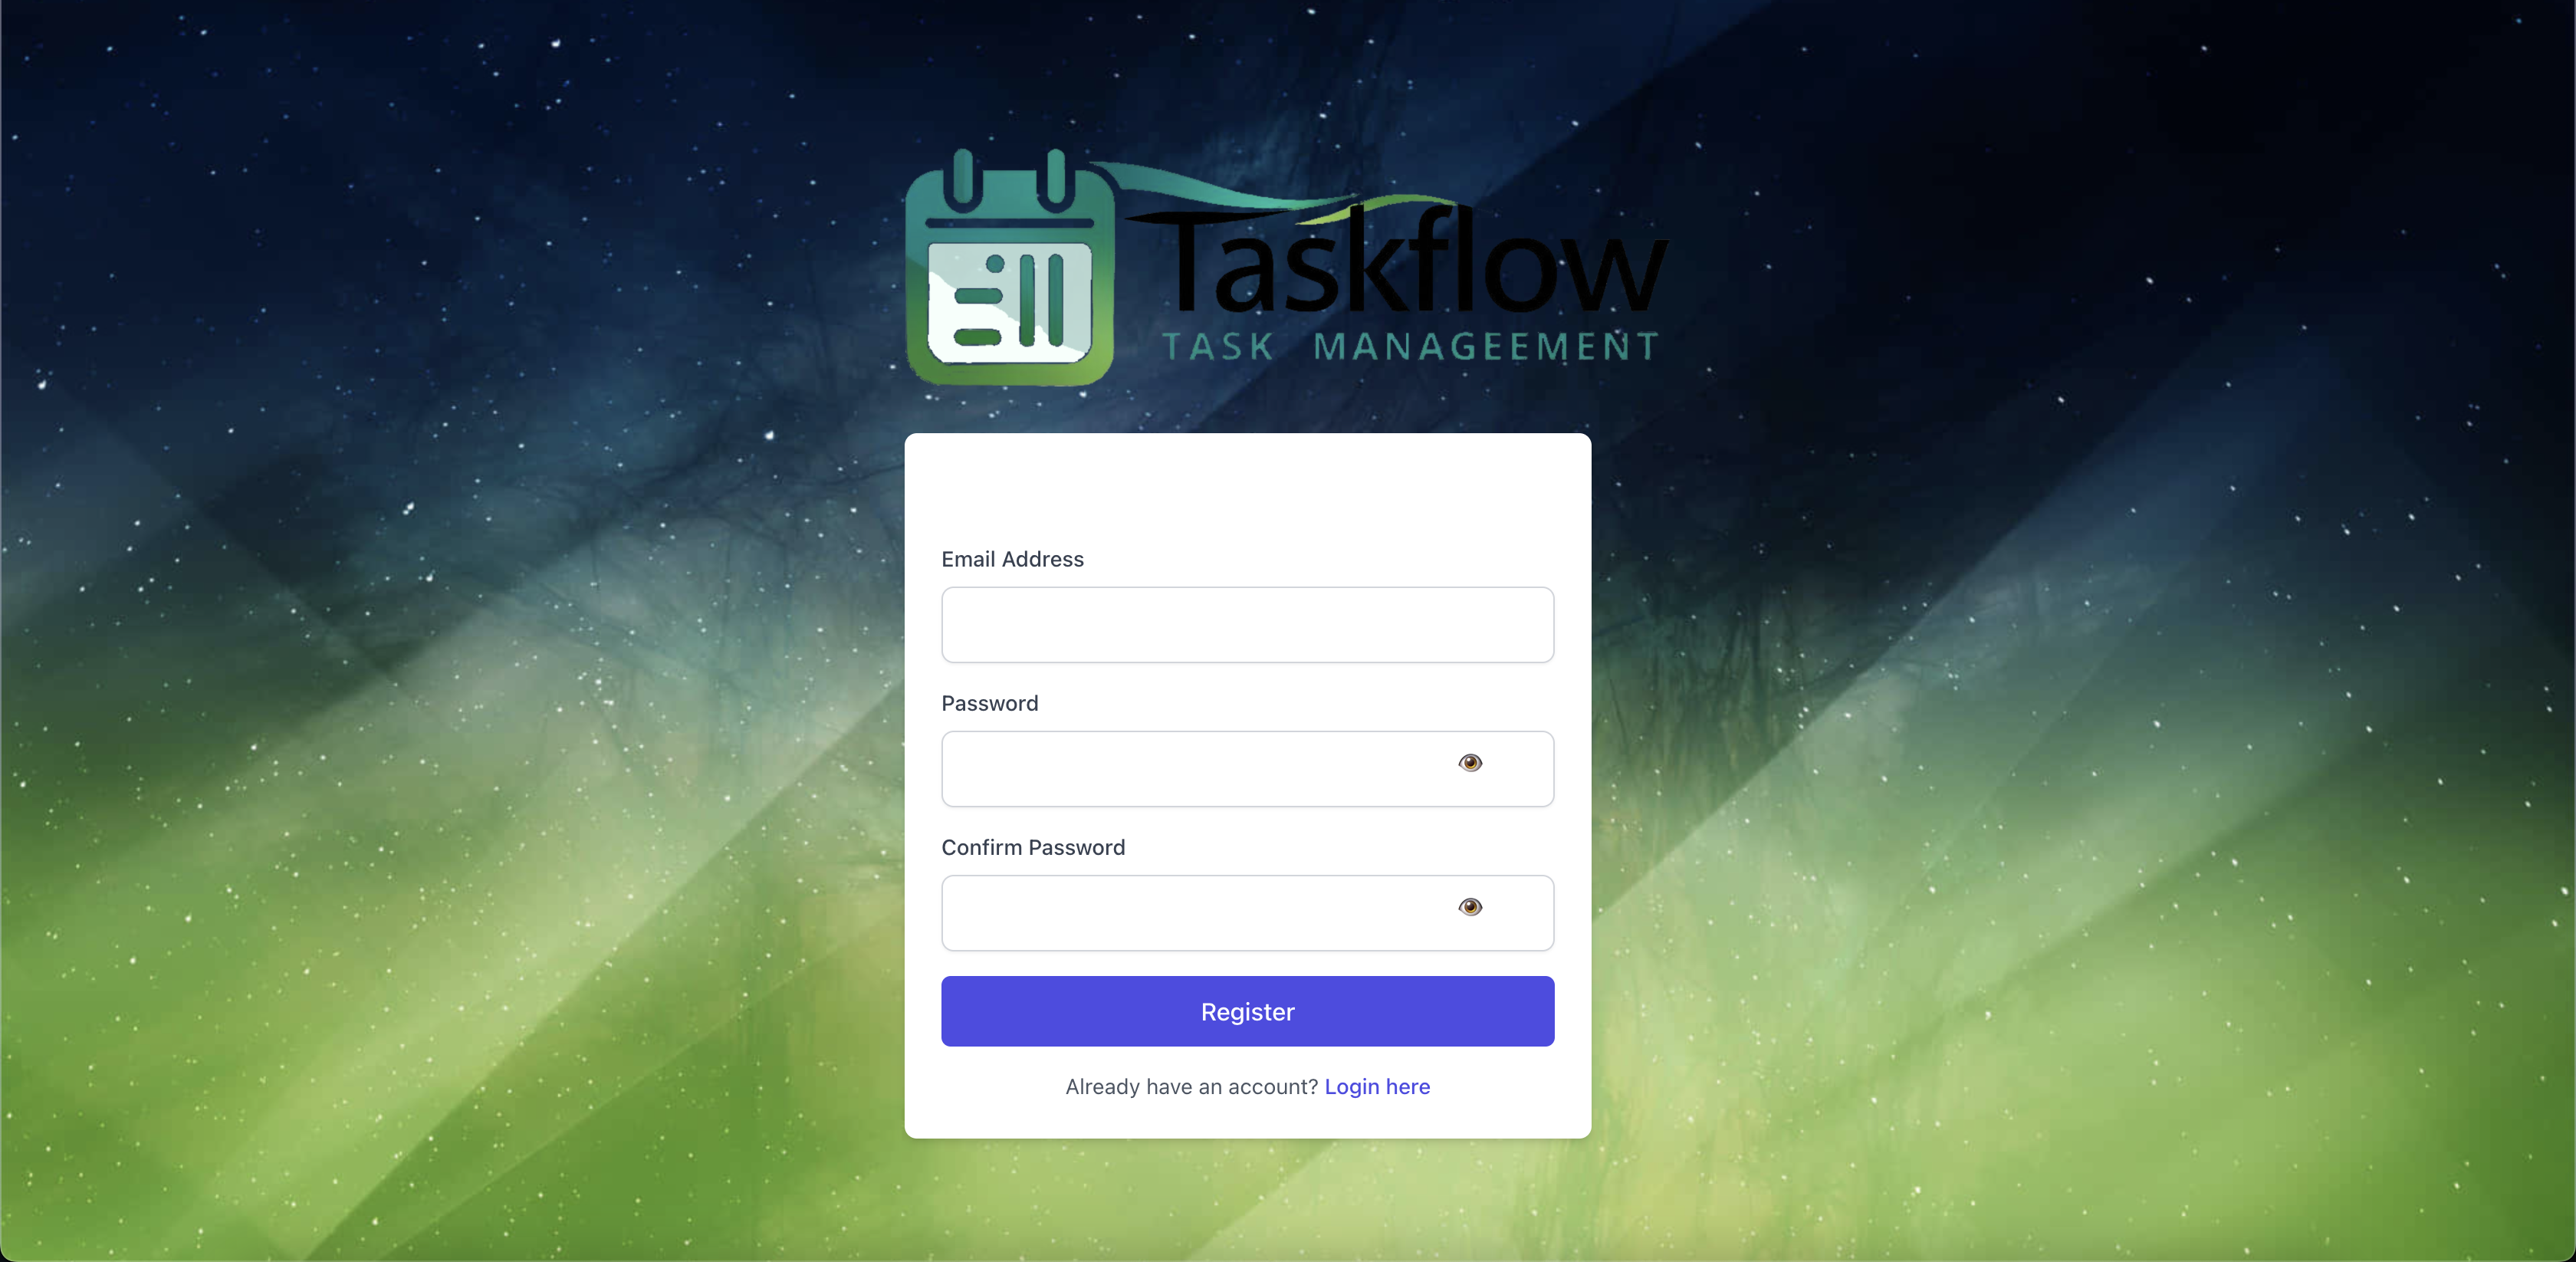 Taskflow
TASK MANAGEEMENT
Email Address
Password
Confirm Password
Register
Already have an account? Login here